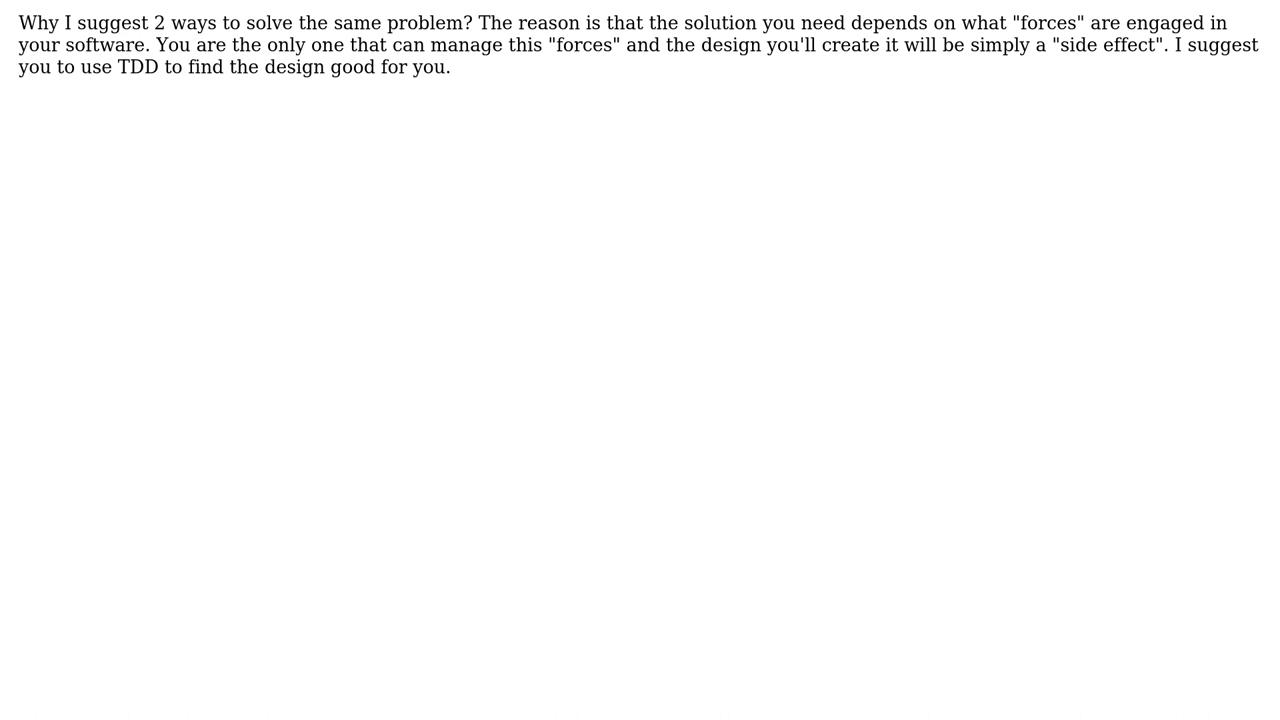 Why I suggest 2 ways to solve the same problem? The reason is that the solution you need depends on what "forces" are engaged in
your software. You are the only one that can manage this "forces" and the design you'll create it will be simply a "side effect". I suggest
you to use TDD to find the design good for you.